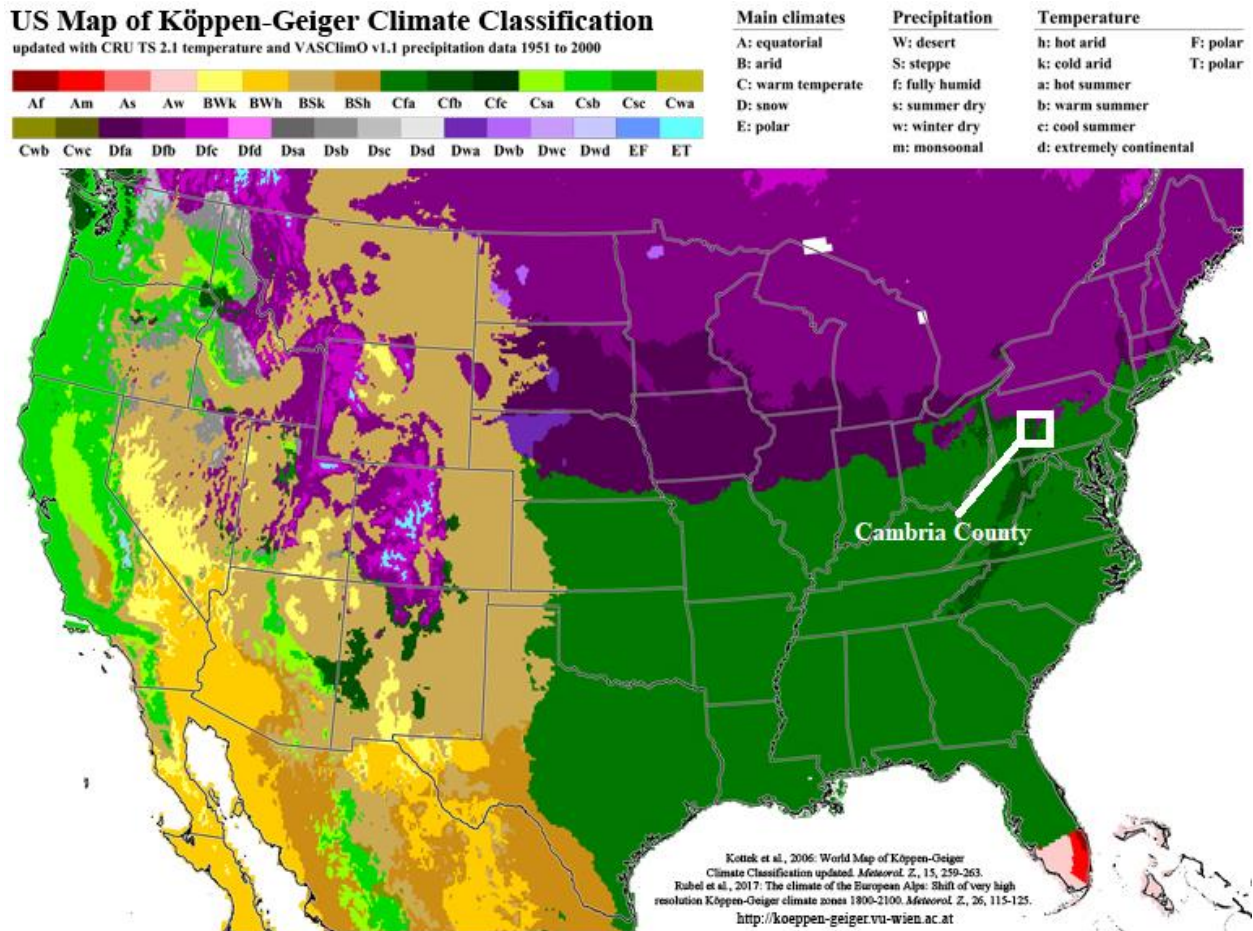 US Map of Köppen-Geiger Climate Classification
updated with CRU TS 2.1 temperature and VASClimO v1.1 precipitation data 1951 to 2000
Af Am As Aw BWk BWh BSk BSh Cfa Cfb Cfc Csa Csb Csc Cwa
Cwb Cwc Dfa Dfb Dfc Dfd Dsa Dsb Dsc Dsd Dwa Dwb Dwc Dwd EF ET
Main climates
A: equatorial
B: arid
C: warm temperate
D: snow
E: polar
Precipitation
W: desert
S: steppe
f: fully humid
s: summer dry
w: winter dry
m: monsoonal
Temperature
h: hot arid F: polar
k: cold arid T: polar
a: hot summer
b: warm summer
c: cool summer
d: extremely continental
Cambria County
Kottek et al., 2006: World Map of Köppen-Geiger
Climate Classification updated. Meteorol. Z., 15, 259-263.
Rubel et al., 2017: The climate of the European Alps: Shift of very high
resolution Köppen-Geiger climate zones 1800-2100. Meteorol. Z., 26, 115-125.
http://koeppen-geiger.vu-wien.ac.at